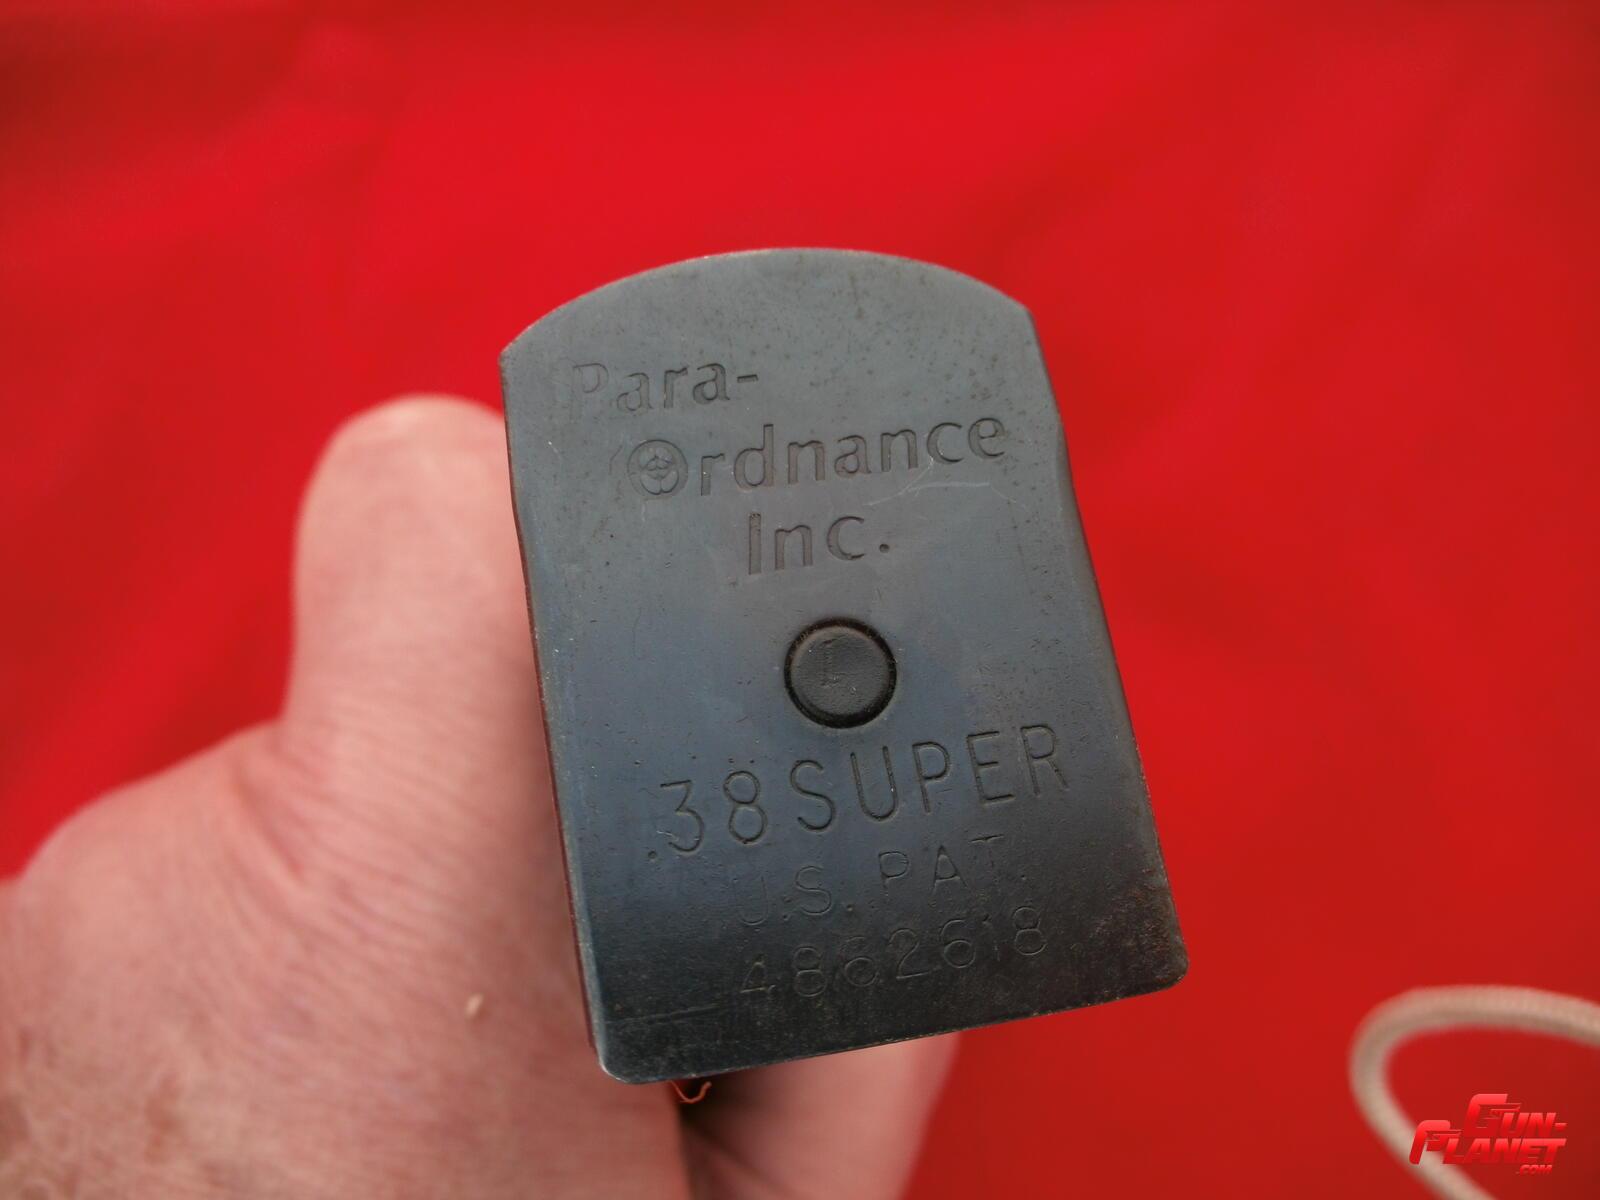 Para-
Ordnance
Inc.
.38 SUPER
U.S. PAT.
4862618
GUN-
PLANET
.COM